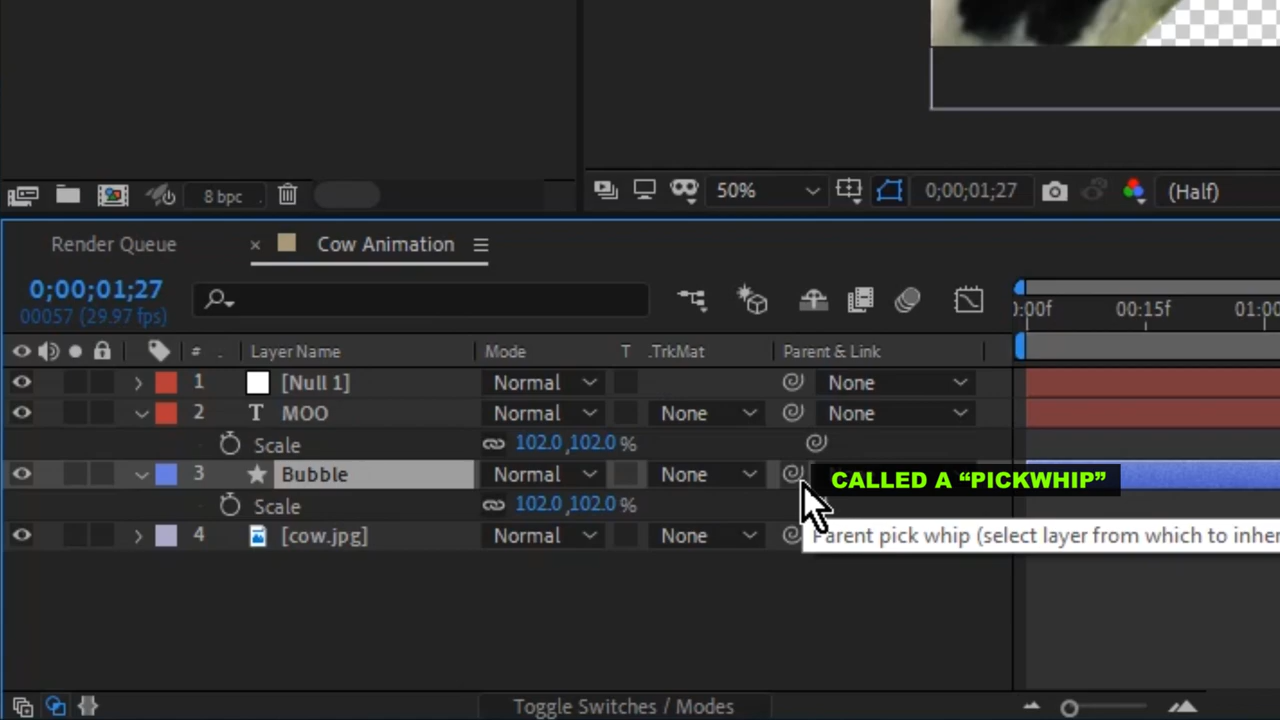 8 bpc
50%
0;00;01;27
(Half)
Render Queue
× Cow Animation
0;00;01;27
00057 (29.97 fps)
:00f 00:15f 01:00
# . Layer Name Mode T .TrkMat Parent & Link
1 [Null 1] Normal None
2 T MOO Normal None None
Scale 102.0,102.0%
3 Bubble Normal None
CALLED A “PICKWHIP”
Scale 102.0,102.0%
4 [cow.jpg] Normal None
Parent pick whip (select layer from which to inher
Toggle Switches / Modes